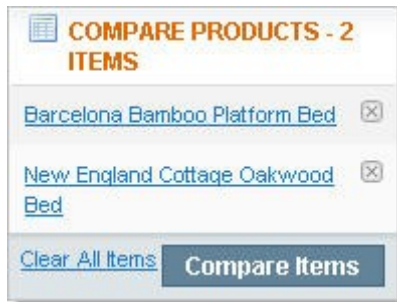 COMPARE PRODUCTS - 2
ITEMS
Barcelona Bamboo Platform Bed
New England Cottage Oakwood
Bed
Clear All Items
Compare Items